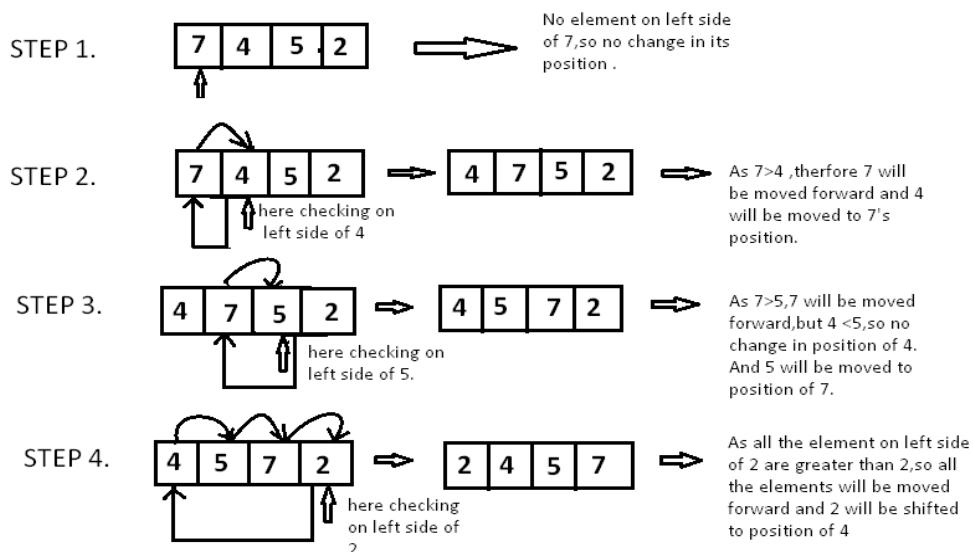 STEP 1.
7 4 5 2
No element on left side
of 7,so no change in its
position .
STEP 2.
7 4 5 2
here checking on
left side of 4
4 7 5 2
As 7>4 ,therfore 7 will
be moved forward and 4
will be moved to 7's
position.
STEP 3.
4 7 5 2
here checking on
left side of 5.
4 5 7 2
As 7>5,7 will be moved
forward,but 4 <5,so no
change in position of 4.
And 5 will be moved to
position of 7.
STEP 4.
4 5 7 2
here checking
on left side of
2
2 4 5 7
As all the element on left side
of 2 are greater than 2,so all
the elements will be moved
forward and 2 will be shifted
to position of 4